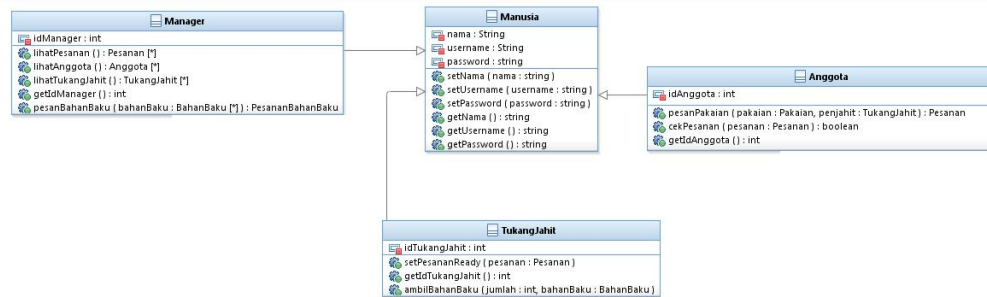 Manager
idManager : int
lihatPesanan ( ) : Pesanan [*]
lihatAnggota ( ) : Anggota [*]
lihatTukangJahit ( ) : TukangJahit [*]
getIdManager ( ) : int
pesanBahanBaku ( bahanBaku : BahanBaku [*] ) : PesananBahanBaku
Manusia
nama : String
username : String
password : string
setNama ( nama : string )
setUsername ( username : string )
setPassword ( password : string )
getNama ( ) : string
getUsername ( ) : string
getPassword ( ) : string
Anggota
idAnggota : int
pesanPakaian ( pakaian : Pakaian, penjahit : TukangJahit ) : Pesanan
cekPesanan ( pesanan : Pesanan ) : boolean
getIdAnggota ( ) : int
TukangJahit
idTukangJahit : int
setPesananReady ( pesanan : Pesanan )
getIdTukangJahit ( ) : int
ambilBahanBaku ( jumlah : int, bahanBaku : BahanBaku )